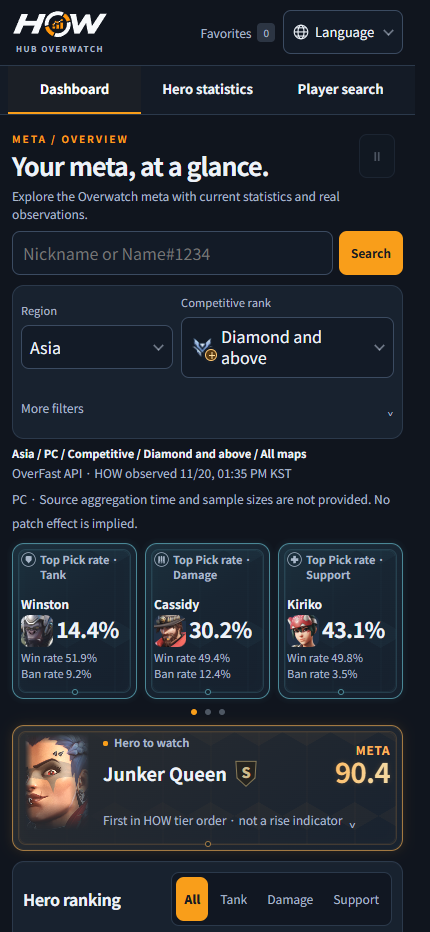 HOW
HUB OVERWATCH
Favorites 0
Language
Dashboard
Hero statistics
Player search
META / OVERVIEW
Your meta, at a glance.
Explore the Overwatch meta with current statistics and real
observations.
Nickname or Name#1234
Search
Region
Asia
Competitive rank
Diamond and
above
More filters
Asia / PC / Competitive / Diamond and above / All maps
OverFast API · HOW observed 11/20, 01:35 PM KST
PC · Source aggregation time and sample sizes are not provided. No
patch effect is implied.
Top Pick rate ·
Tank
Winston
14.4%
Win rate 51.9%
Ban rate 9.2%
Top Pick rate ·
Damage
Cassidy
30.2%
Win rate 49.4%
Ban rate 12.4%
Top Pick rate ·
Support
Kiriko
43.1%
Win rate 49.8%
Ban rate 3.5%
Hero to watch
Junker Queen S
META
90.4
First in HOW tier order · not a rise indicator
Hero ranking
All
Tank
Damage
Support